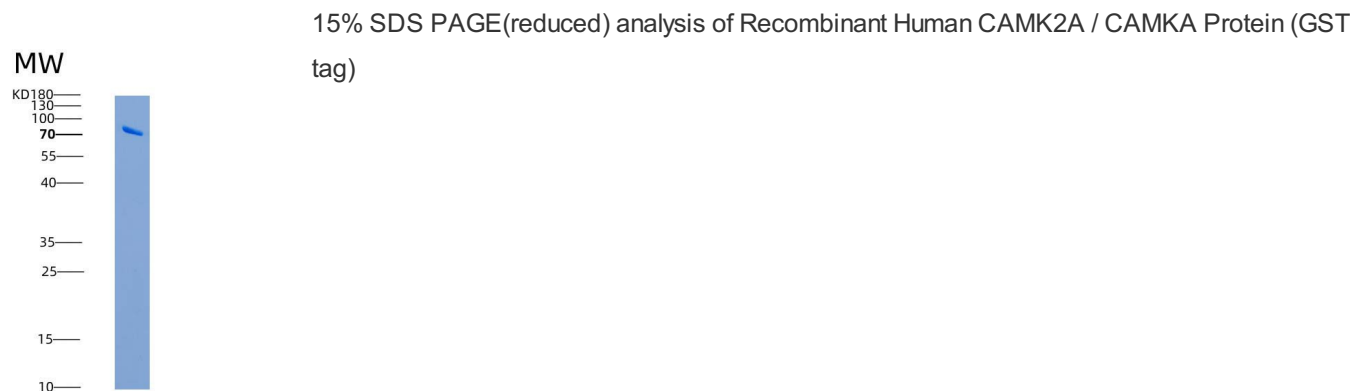 15% SDS PAGE(reduced) analysis of Recombinant Human CAMK2A / CAMKA Protein (GST
tag)
MW
KD180
130
100
70
55
40
35
25
15
10